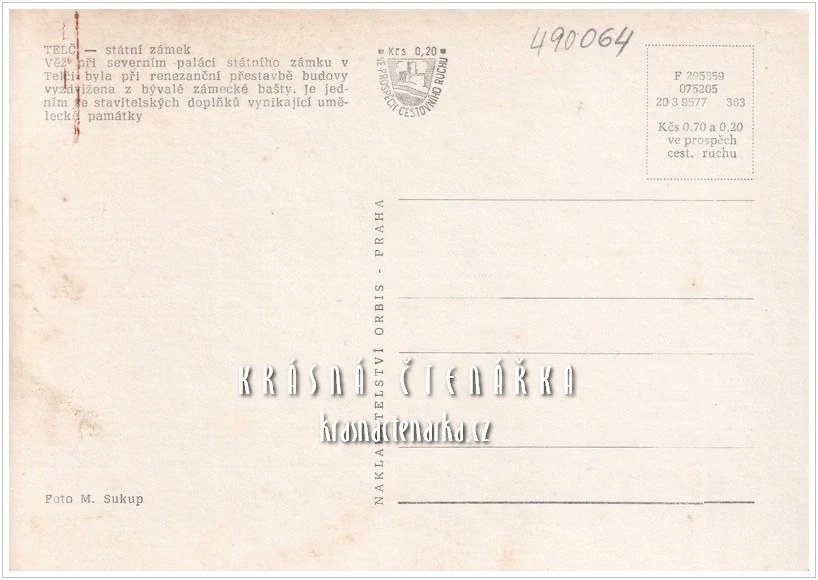 TELČ — státní zámek
Věž při severním paláci státního zámku v
Telči byla při renezanční přestavbě budovy
vyzdvižena z bývalé zámecké bašty. Je jed-
ním ze stavitelských doplňků vynikající umě-
lecké památky
Kčs 0,20
VE PROSPĚCH CESTOVNÍHO RUCHU
490064
F 295659
075205
20 3 9577 363
Kčs 0,70 a 0,20
ve prospěch
cest. ruchu
NAKLADATELSTVÍ ORBIS - PRAHA
KRÁSNÁ ČTENÁŘKA
krasnactenarka.cz
Foto M. Sukup